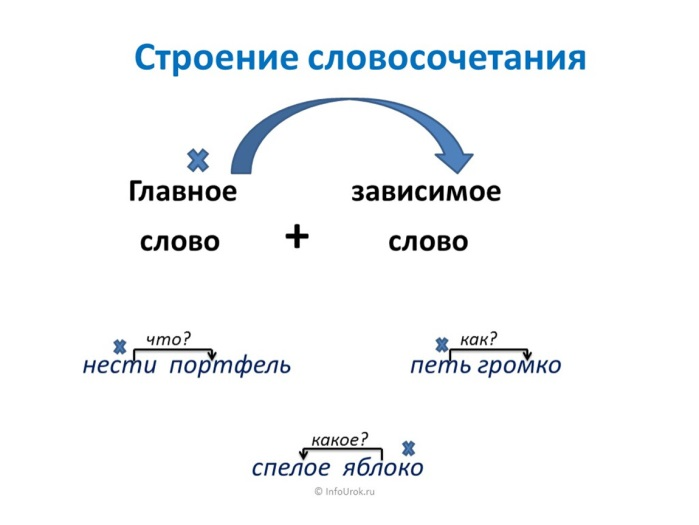 Строение словосочетания
Главное зависимое
слово + слово
что? как?
нести портфель петь громко
какое?
спелое яблоко
© InfoUrok.ru